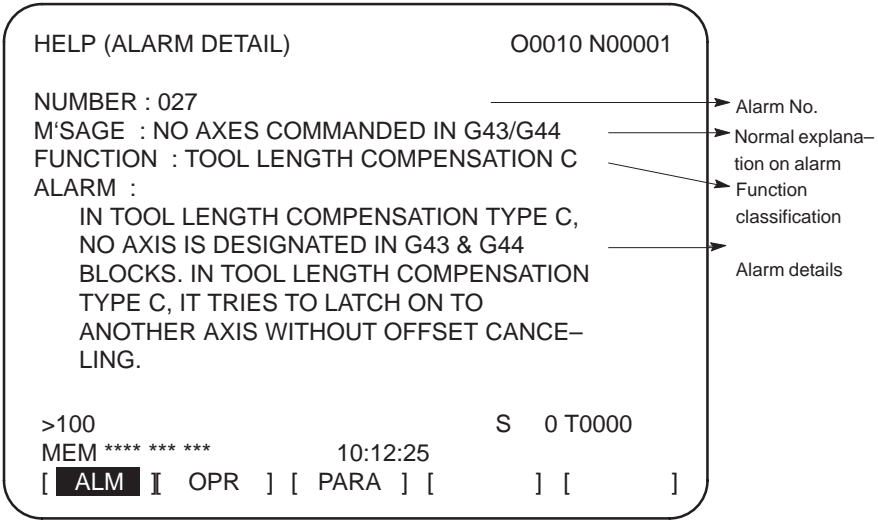 HELP (ALARM DETAIL) O0010 N00001
NUMBER : 027
M‘SAGE : NO AXES COMMANDED IN G43/G44
FUNCTION : TOOL LENGTH COMPENSATION C
ALARM :
IN TOOL LENGTH COMPENSATION TYPE C,
NO AXIS IS DESIGNATED IN G43 & G44
BLOCKS. IN TOOL LENGTH COMPENSATION
TYPE C, IT TRIES TO LATCH ON TO
ANOTHER AXIS WITHOUT OFFSET CANCE–
LING.
>100 S 0 T0000
MEM **** *** *** 10:12:25
[ ALM ][ OPR ] [ PARA ] [ ] [ ]
Alarm No.
Normal explana–
tion on alarm
Function
classification
Alarm details